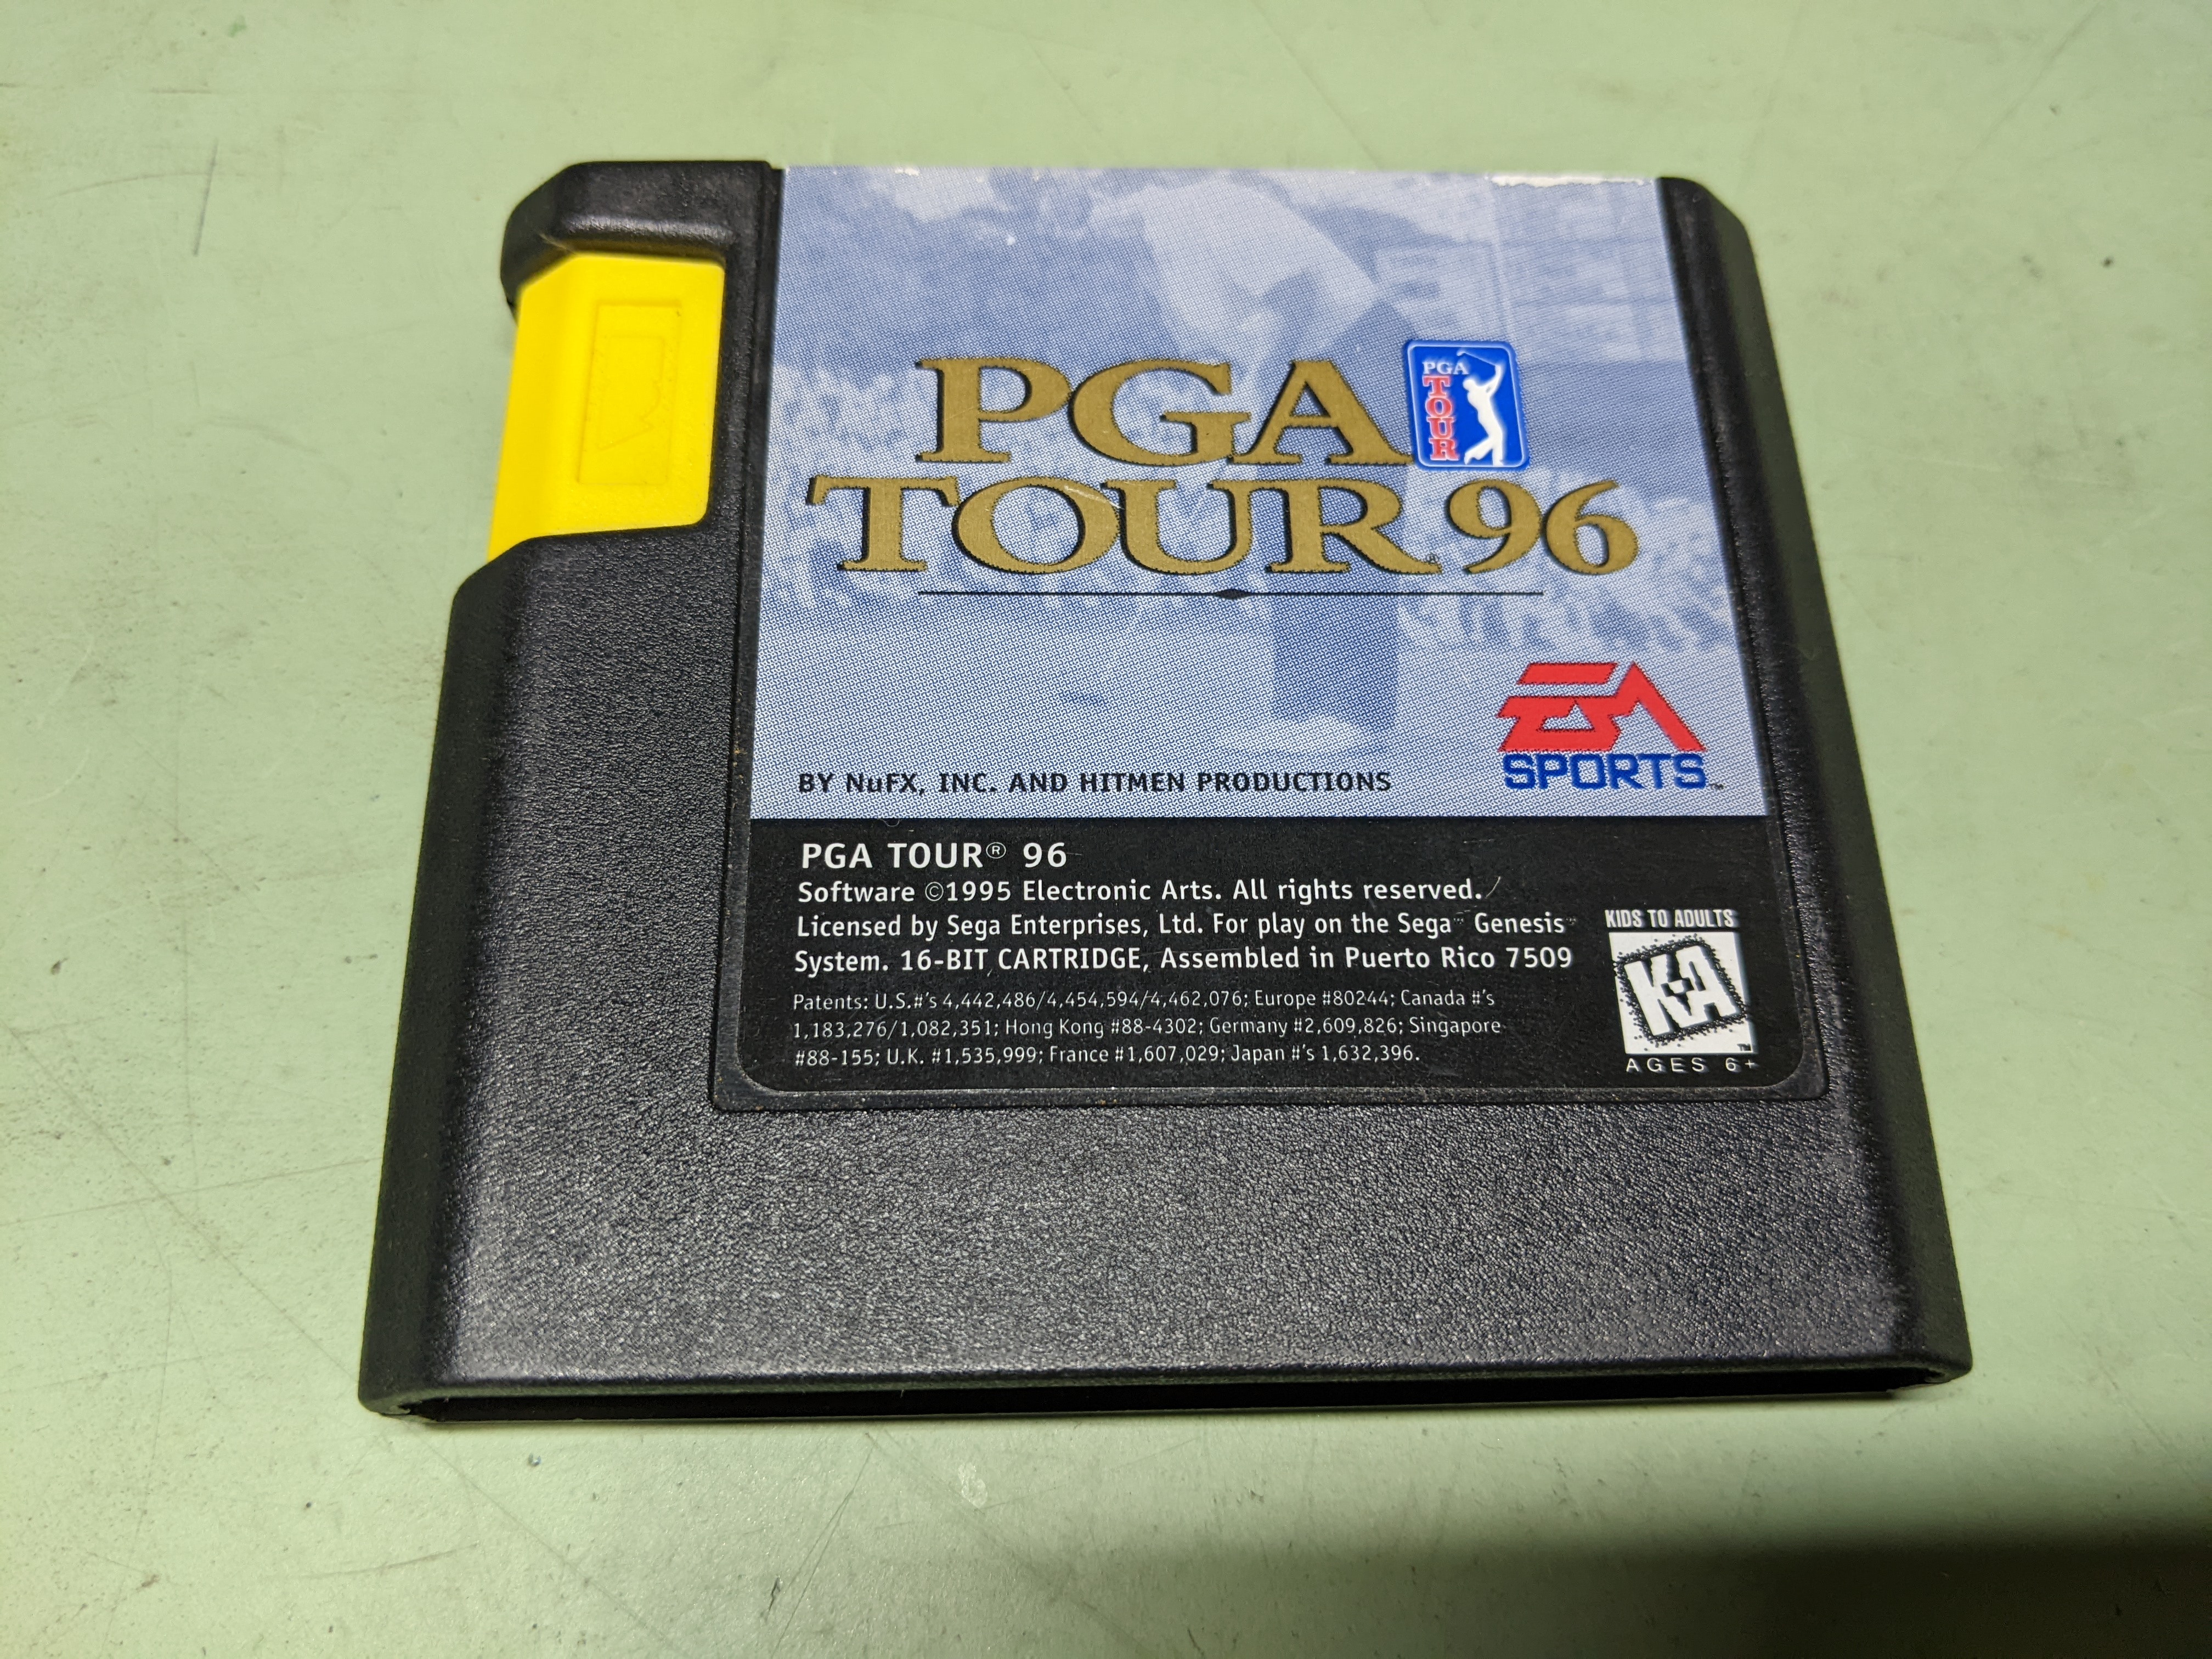 PGA
PGA
TOUR
TOUR® 96
EA
SPORTS™
BY NuFX, INC. AND HITMEN PRODUCTIONS
PGA TOUR® 96
Software ©1995 Electronic Arts. All rights reserved.
Licensed by Sega Enterprises, Ltd. For play on the Sega™ Genesis™
System. 16-BIT CARTRIDGE, Assembled in Puerto Rico 7509
Patents: U.S.#'s 4,442,486/4,454,594/4,462,076; Europe #80244; Canada #'s
1,183,276/1,082,351; Hong Kong #88-4302; Germany #2,609,826; Singapore
#88-155; U.K. #1,535,999; France #1,607,029; Japan #'s 1,632,396.
KIDS TO ADULTS
K-A™
AGES 6+